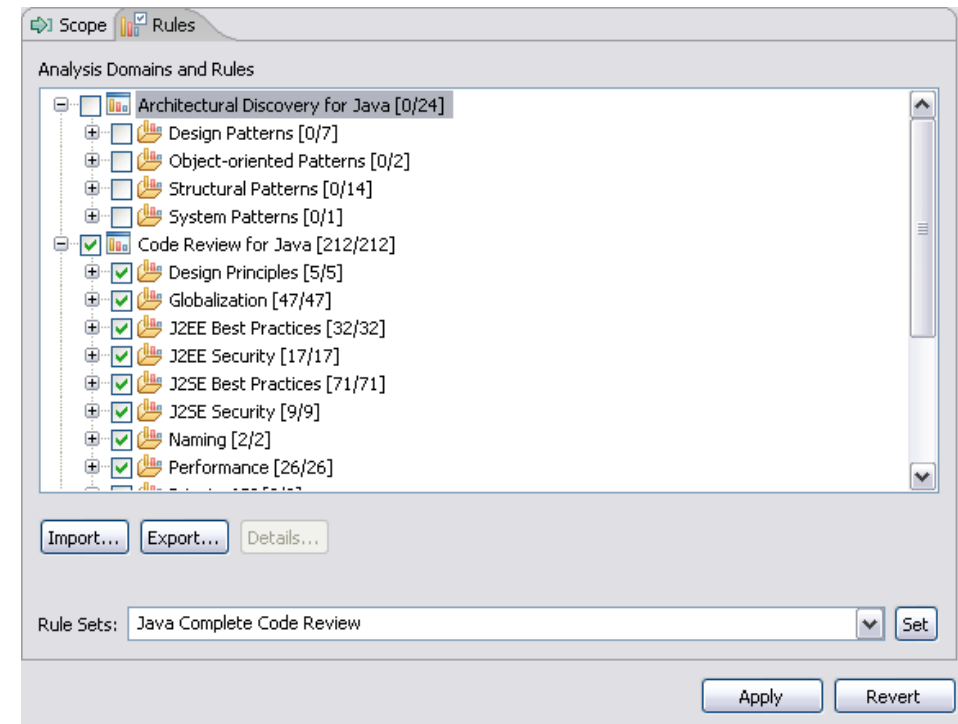 Scope Rules
Analysis Domains and Rules
Architectural Discovery for Java [0/24]
Design Patterns [0/7]
Object-oriented Patterns [0/2]
Structural Patterns [0/14]
System Patterns [0/1]
Code Review for Java [212/212]
Design Principles [5/5]
Globalization [47/47]
J2EE Best Practices [32/32]
J2EE Security [17/17]
J2SE Best Practices [71/71]
J2SE Security [9/9]
Naming [2/2]
Performance [26/26]
Import... Export... Details...
Rule Sets: Java Complete Code Review Set
Apply Revert